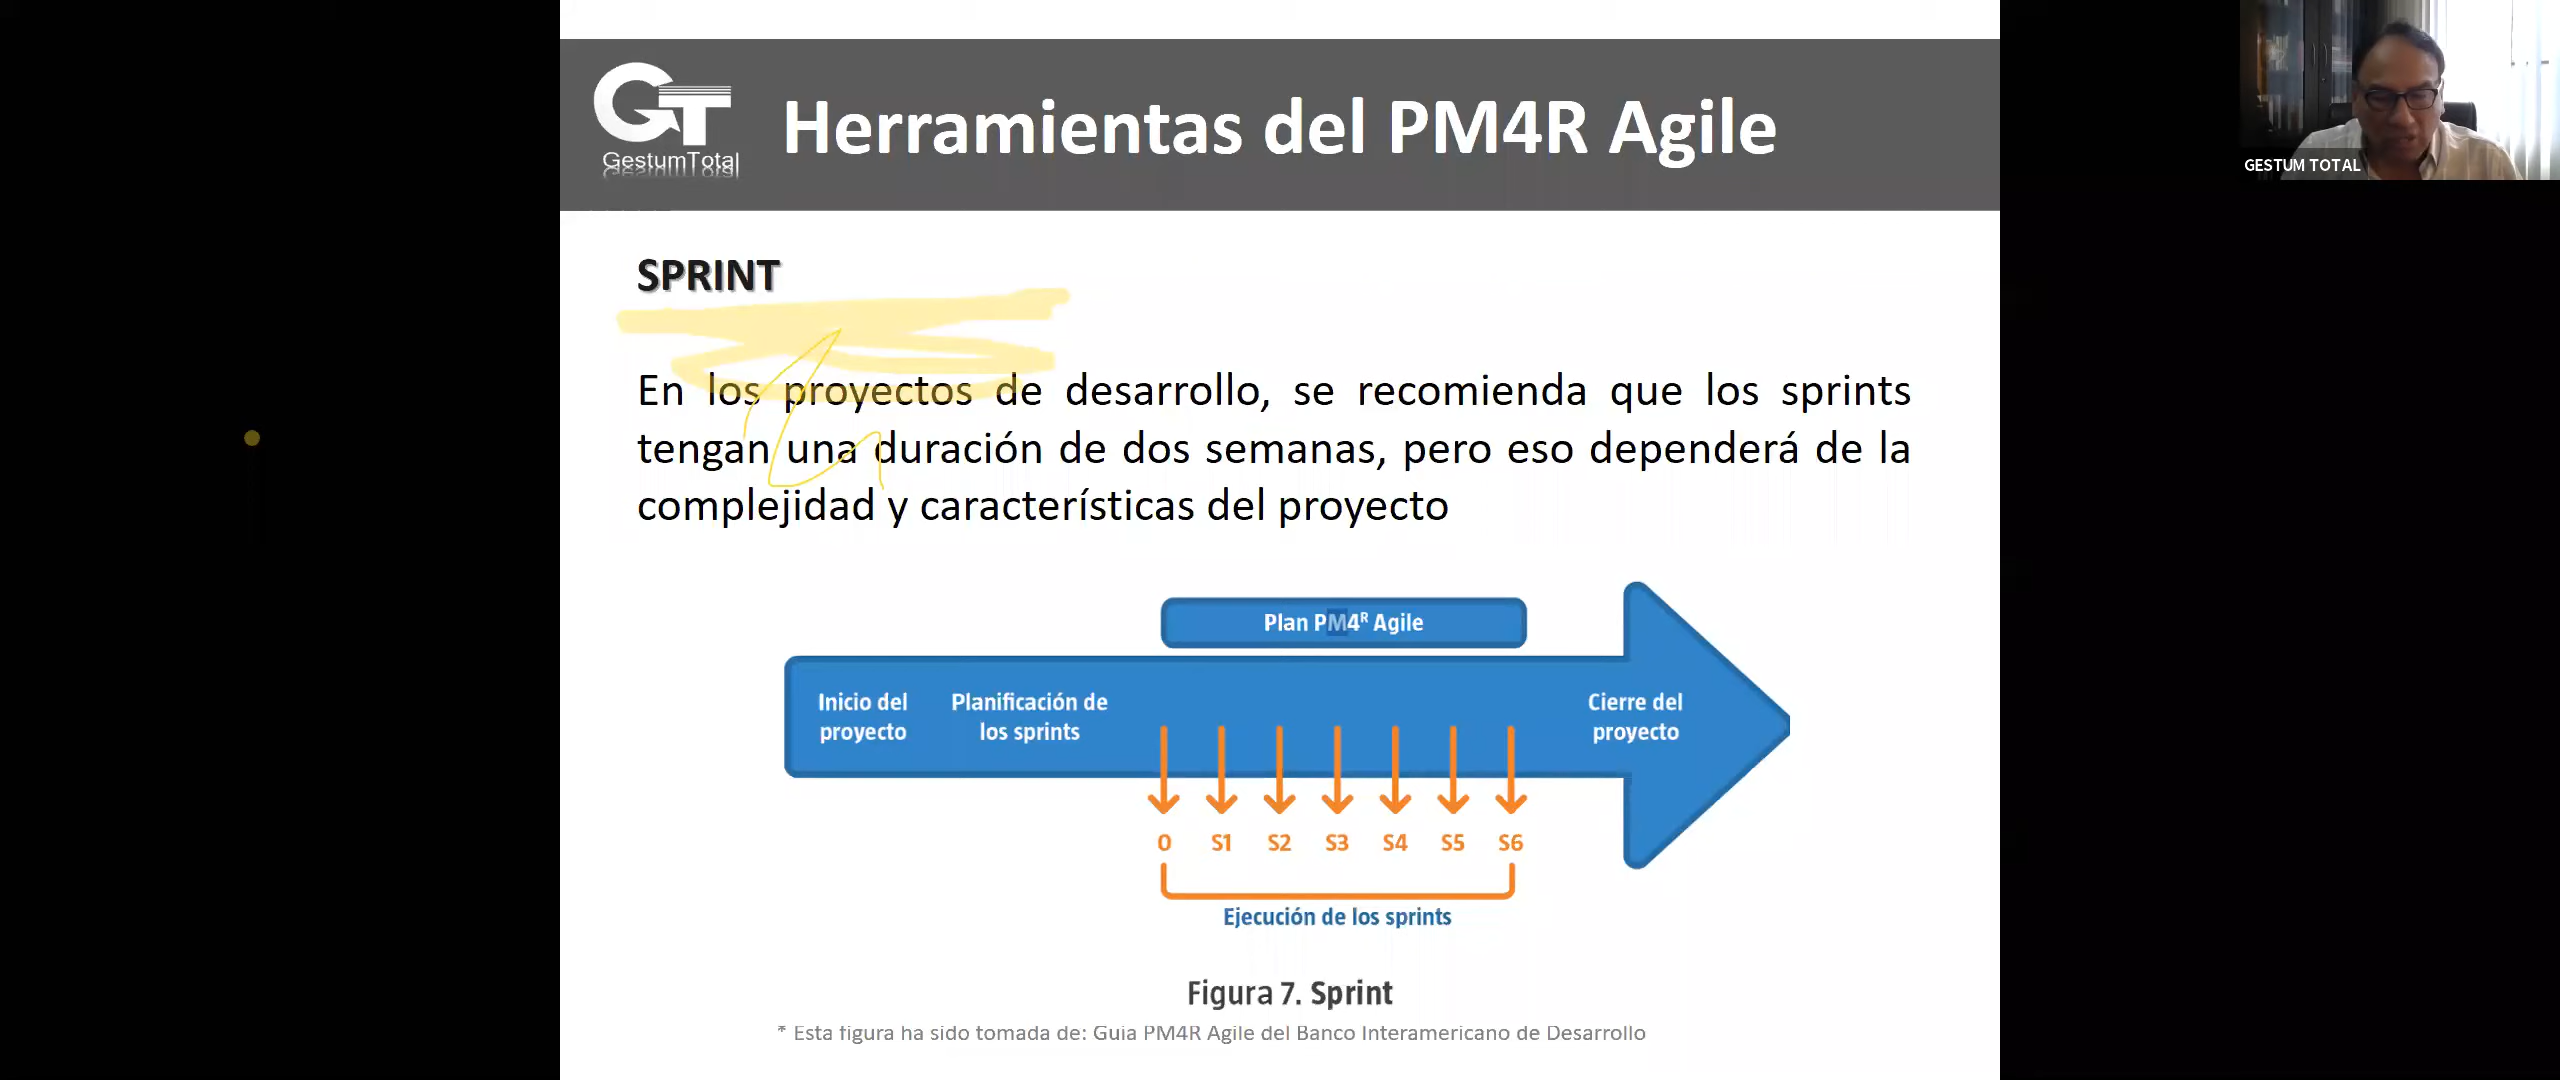 GT
GestumTotal
Herramientas del PM4R Agile
GESTUM TOTAL
SPRINT
En los proyectos de desarrollo, se recomienda que los sprints
tengan una duración de dos semanas, pero eso dependerá de la
complejidad y características del proyecto
Plan PM4ᴿ Agile
Inicio del
proyecto
Planificación de
los sprints
Cierre del
proyecto
0 S1 S2 S3 S4 S5 S6
Ejecución de los sprints
Figura 7. Sprint
* Esta figura ha sido tomada de: Guia PM4R Agile del Banco Interamericano de Desarrollo